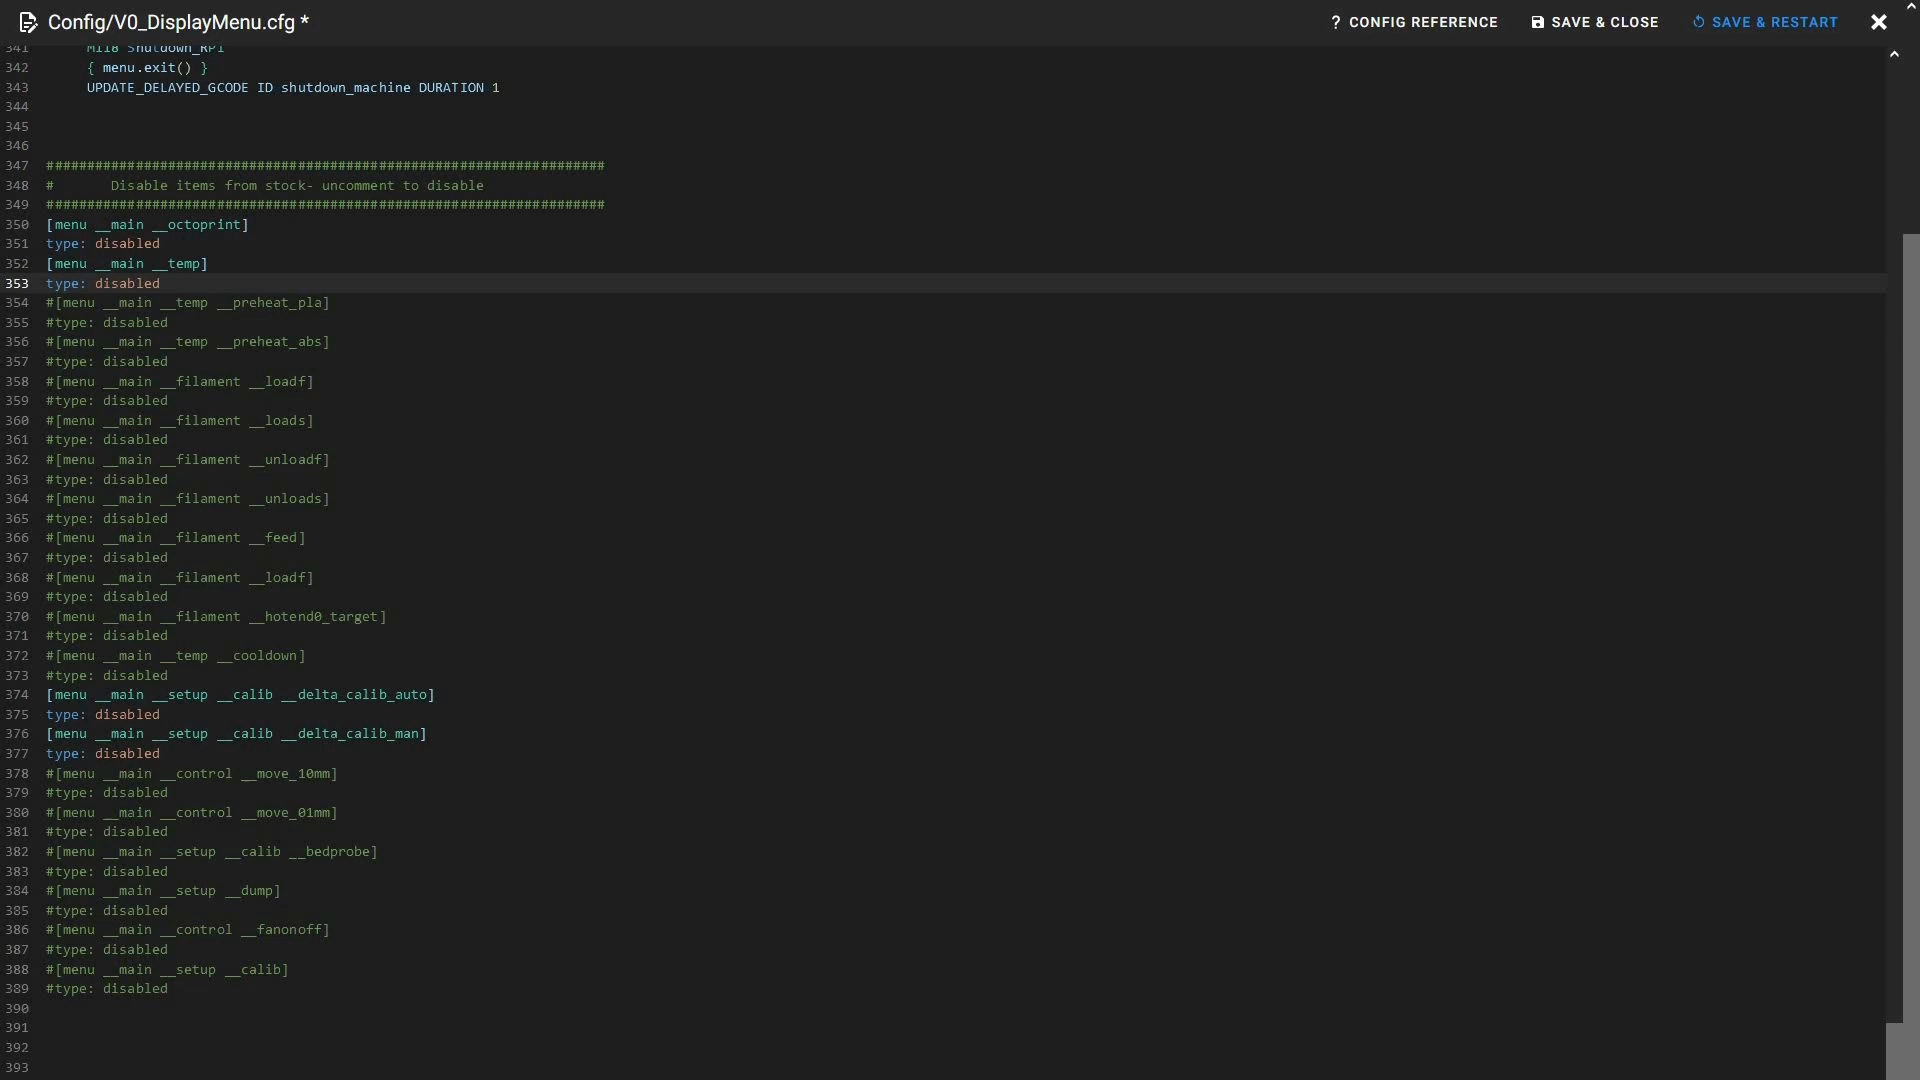 Config/V0_DisplayMenu.cfg *
? CONFIG REFERENCE
SAVE & CLOSE
SAVE & RESTART
341 M118 Shutdown_RPi
342 { menu.exit() }
343 UPDATE_DELAYED_GCODE ID shutdown_machine DURATION 1
344
345
346
347 #####################################################################
348 # Disable items from stock- uncomment to disable
349 #####################################################################
350 [menu __main __octoprint]
351 type: disabled
352 [menu __main __temp]
353 type: disabled
354 #[menu __main __temp __preheat_pla]
355 #type: disabled
356 #[menu __main __temp __preheat_abs]
357 #type: disabled
358 #[menu __main __filament __loadf]
359 #type: disabled
360 #[menu __main __filament __loads]
361 #type: disabled
362 #[menu __main __filament __unloadf]
363 #type: disabled
364 #[menu __main __filament __unloads]
365 #type: disabled
366 #[menu __main __filament __feed]
367 #type: disabled
368 #[menu __main __filament __loadf]
369 #type: disabled
370 #[menu __main __filament __hotend0_target]
371 #type: disabled
372 #[menu __main __temp __cooldown]
373 #type: disabled
374 [menu __main __setup __calib __delta_calib_auto]
375 type: disabled
376 [menu __main __setup __calib __delta_calib_man]
377 type: disabled
378 #[menu __main __control __move_10mm]
379 #type: disabled
380 #[menu __main __control __move_01mm]
381 #type: disabled
382 #[menu __main __setup __calib __bedprobe]
383 #type: disabled
384 #[menu __main __setup __dump]
385 #type: disabled
386 #[menu __main __control __fanonoff]
387 #type: disabled
388 #[menu __main __setup __calib]
389 #type: disabled
390
391
392
393